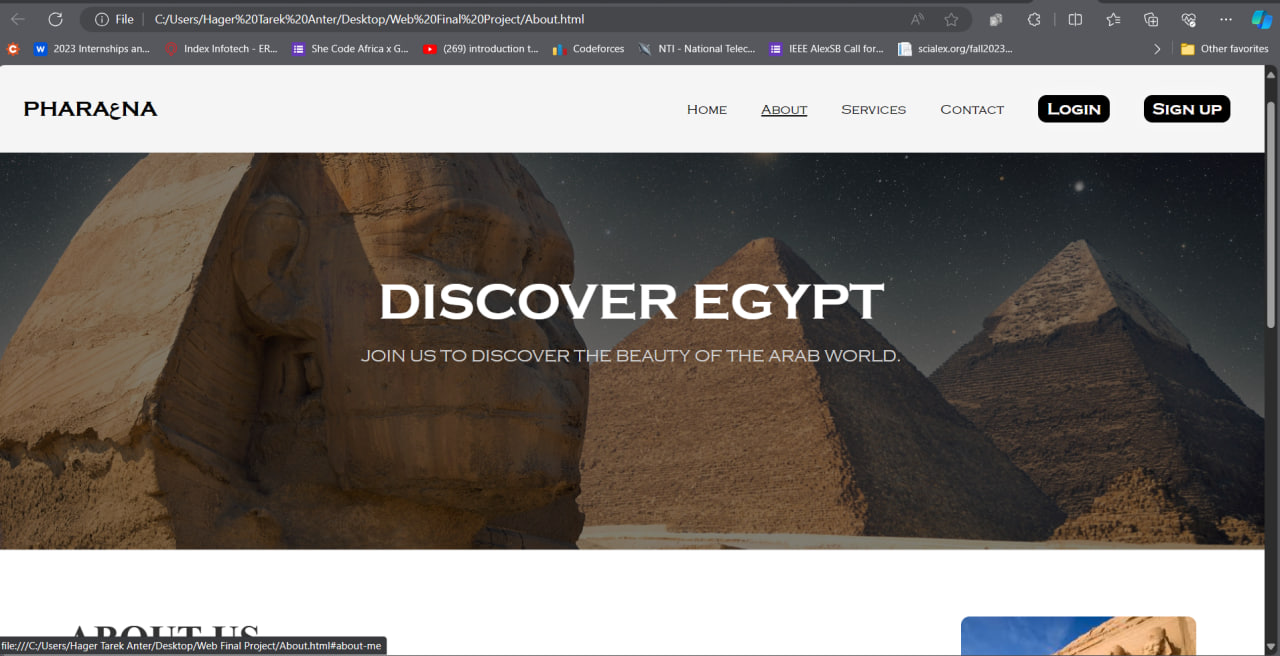 File C:/Users/Hager%20Tarek%20Anter/Desktop/Web%20Final%20Project/About.html
2023 Internships an... Index Infotech - ER... She Code Africa x G... (269) introduction t... Codeforces NTI - National Telec... IEEE AlexSB Call for... scialex.org/fall2023... Other favorites
PHARAعNA Home About Services Contact Login Sign up
DISCOVER EGYPT
JOIN US TO DISCOVER THE BEAUTY OF THE ARAB WORLD.
ABOUT US
file:///C:/Users/Hager Tarek Anter/Desktop/Web Final Project/About.html#about-me